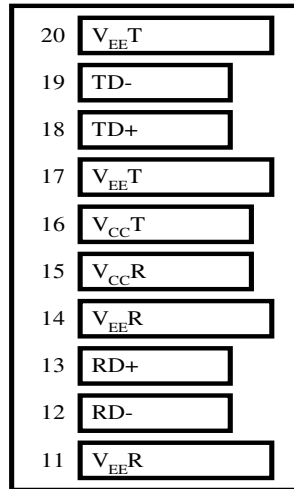 20 VEET
19 TD-
18 TD+
17 VEET
16 VCCT
15 VCCR
14 VEER
13 RD+
12 RD-
11 VEER